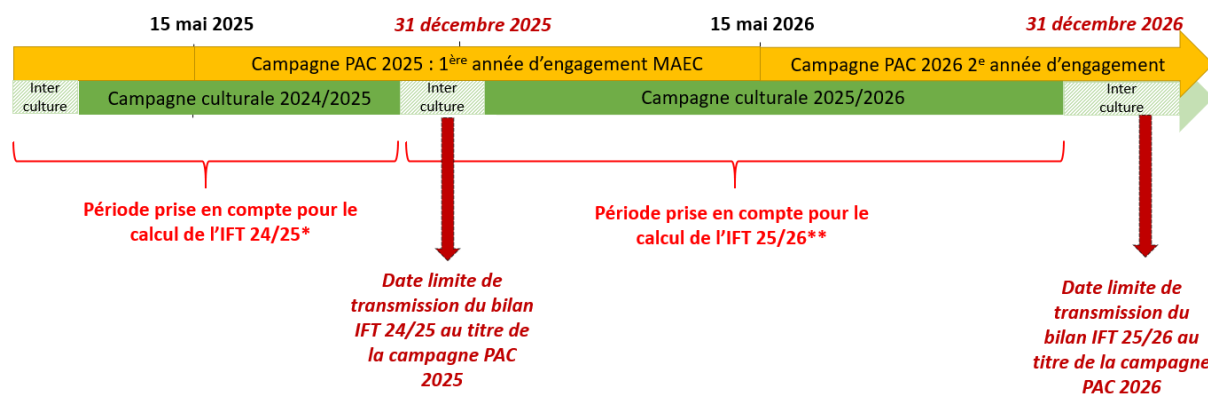 15 mai 2025
31 décembre 2025
15 mai 2026
31 décembre 2026
Campagne PAC 2025 : 1ère année d’engagement MAEC
Campagne PAC 2026 2e année d’engagement
Inter
culture
Campagne culturale 2024/2025
Inter
culture
Campagne culturale 2025/2026
Inter
culture
Période prise en compte pour le
calcul de l’IFT 24/25*
Période prise en compte pour le
calcul de l’IFT 25/26**
Date limite de
transmission du bilan
IFT 24/25 au titre de
la campagne PAC
2025
Date limite de
transmission du
bilan IFT 25/26 au
titre de la campagne
PAC 2026